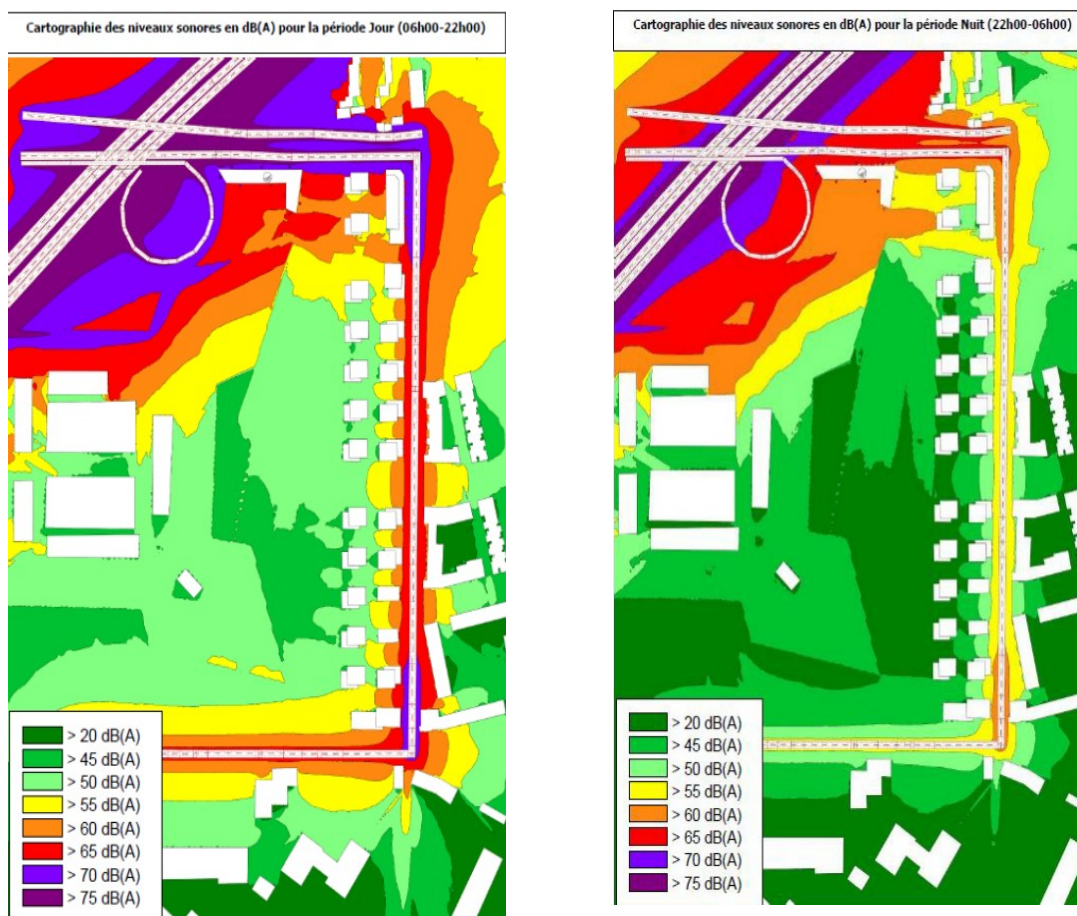 Cartographie des niveaux sonores en dB(A) pour la période Jour (06h00-22h00)
> 20 dB(A)
> 45 dB(A)
> 50 dB(A)
> 55 dB(A)
> 60 dB(A)
> 65 dB(A)
> 70 dB(A)
> 75 dB(A)
Cartographie des niveaux sonores en dB(A) pour la période Nuit (22h00-06h00)
> 20 dB(A)
> 45 dB(A)
> 50 dB(A)
> 55 dB(A)
> 60 dB(A)
> 65 dB(A)
> 70 dB(A)
> 75 dB(A)